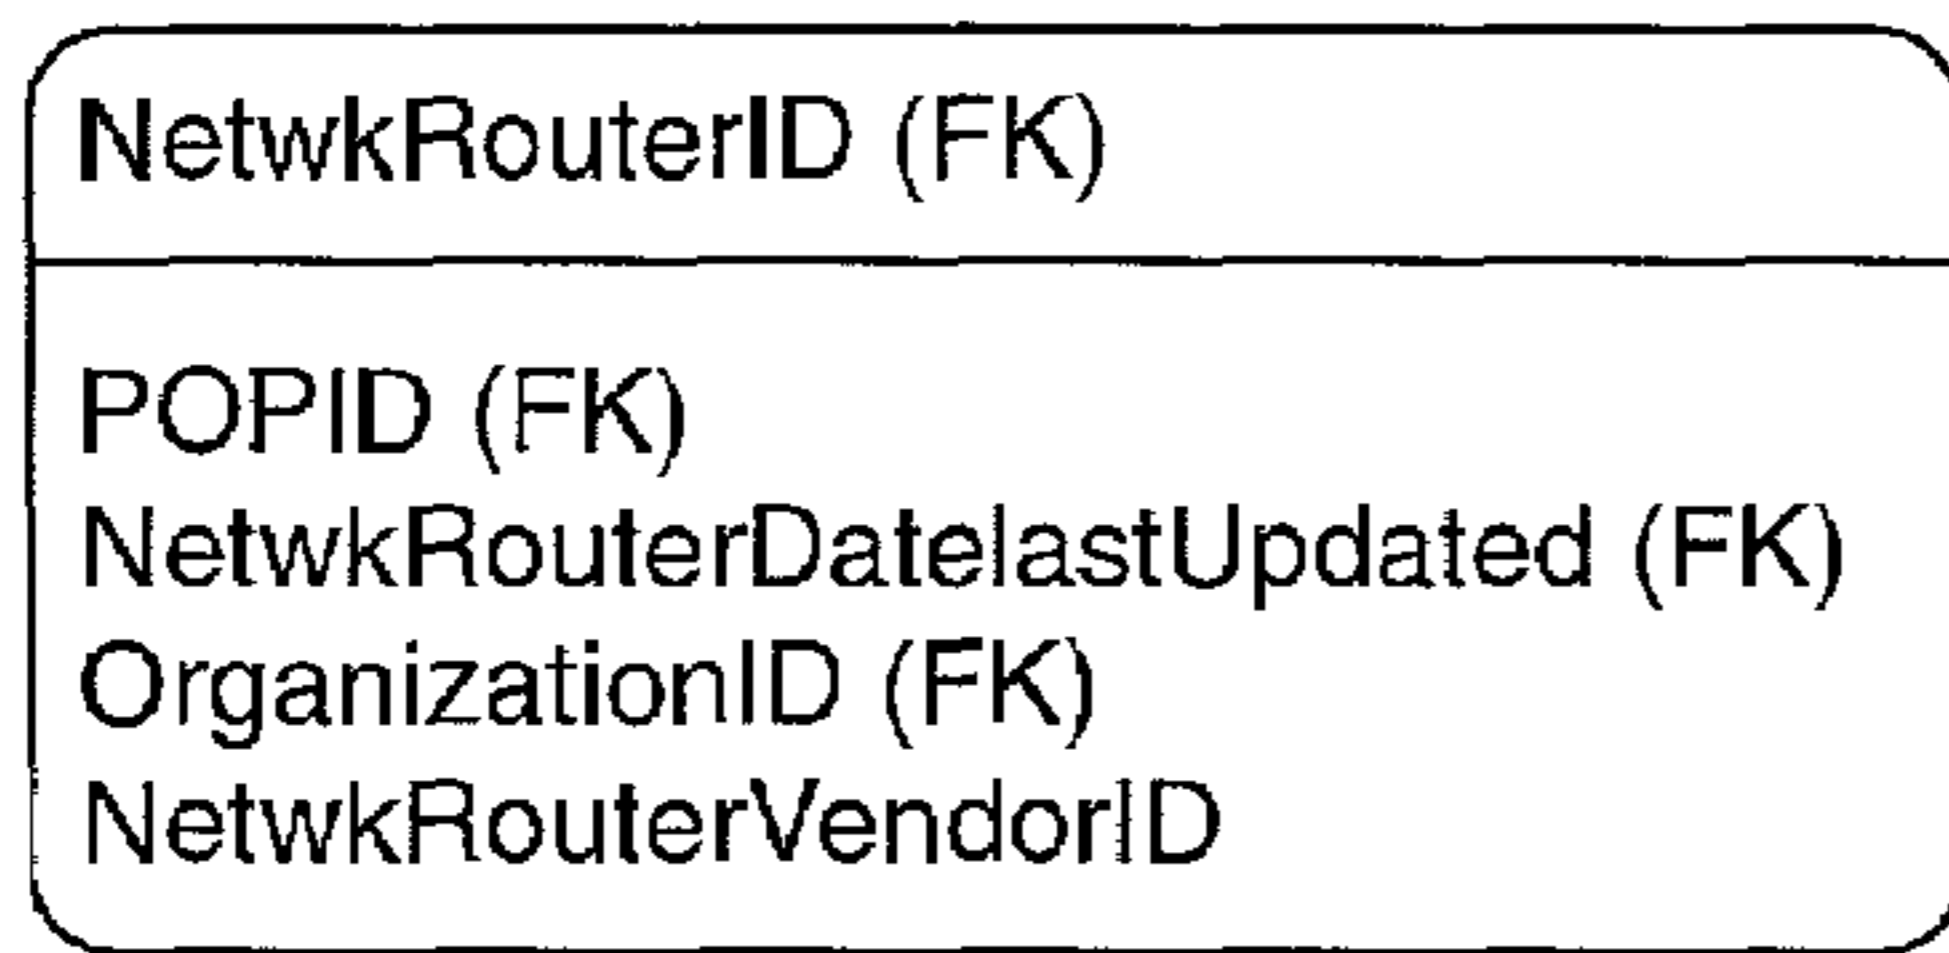 NetwkRouterID (FK)
POPID (FK)
NetwkRouterDatelastUpdated (FK)
OrganizationID (FK)
NetwkRouterVendorID